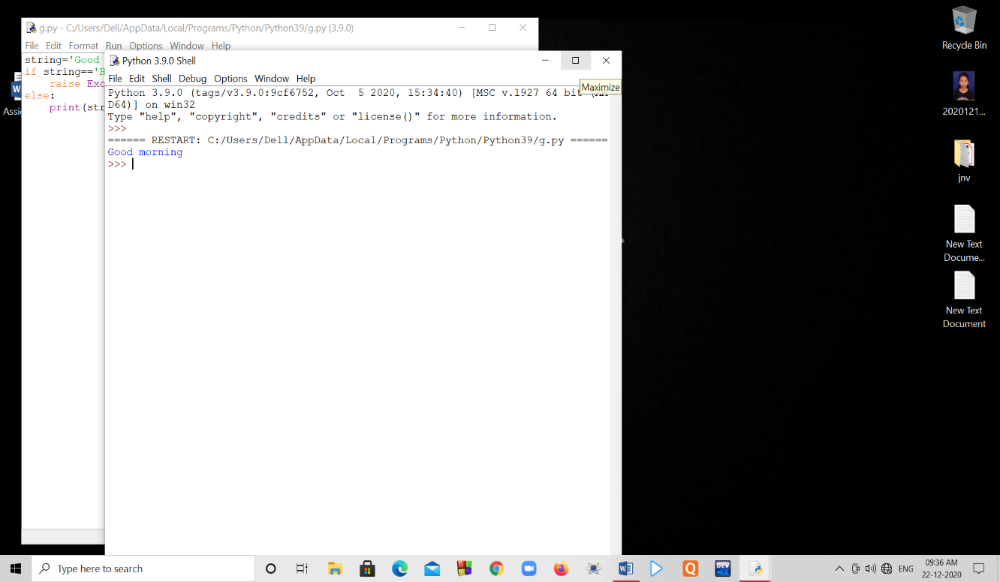 g.py - C:/Users/Dell/AppData/Local/Programs/Python/Python39/g.py (3.9.0)
File Edit Format Run Options Window Help
string='Good
if string=='H
raise Exc
else:
print(str
Python 3.9.0 Shell
File Edit Shell Debug Options Window Help
Maximize
Python 3.9.0 (tags/v3.9.0:9cf6752, Oct 5 2020, 15:34:40) [MSC v.1927 64 bit (AM
D64)] on win32
Type "help", "copyright", "credits" or "license()" for more information.
>>>
====== RESTART: C:/Users/Dell/AppData/Local/Programs/Python/Python39/g.py ======
Good morning
>>>
W
Assi
Recycle Bin
2020121...
jnv
New Text
Docume...
New Text
Document
Type here to search
DEV
ENG
09:36 AM
22-12-2020